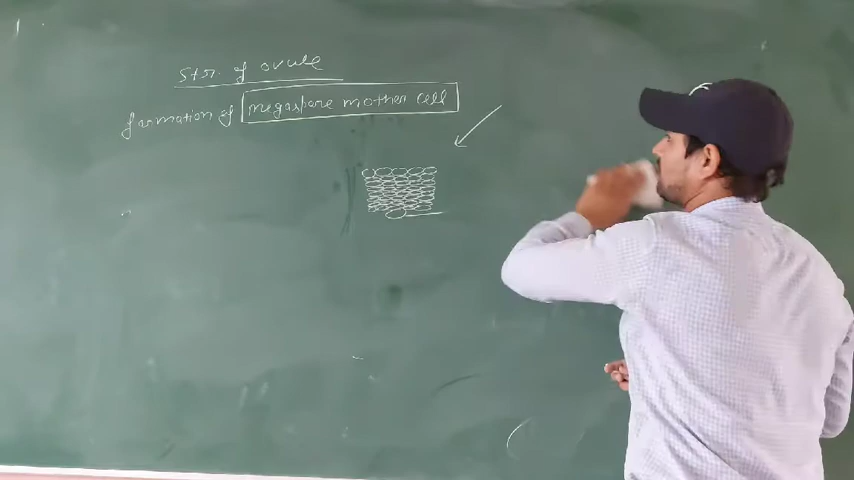 Str. of ovule
formation of megaspore mother cell